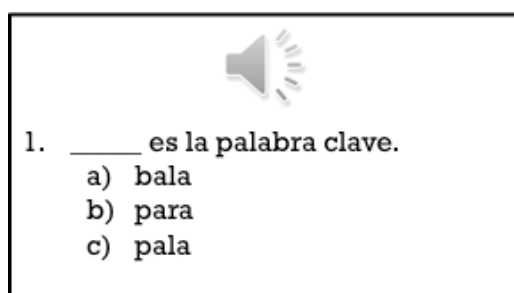 1. _____ es la palabra clave.
a) bala
b) para
c) pala